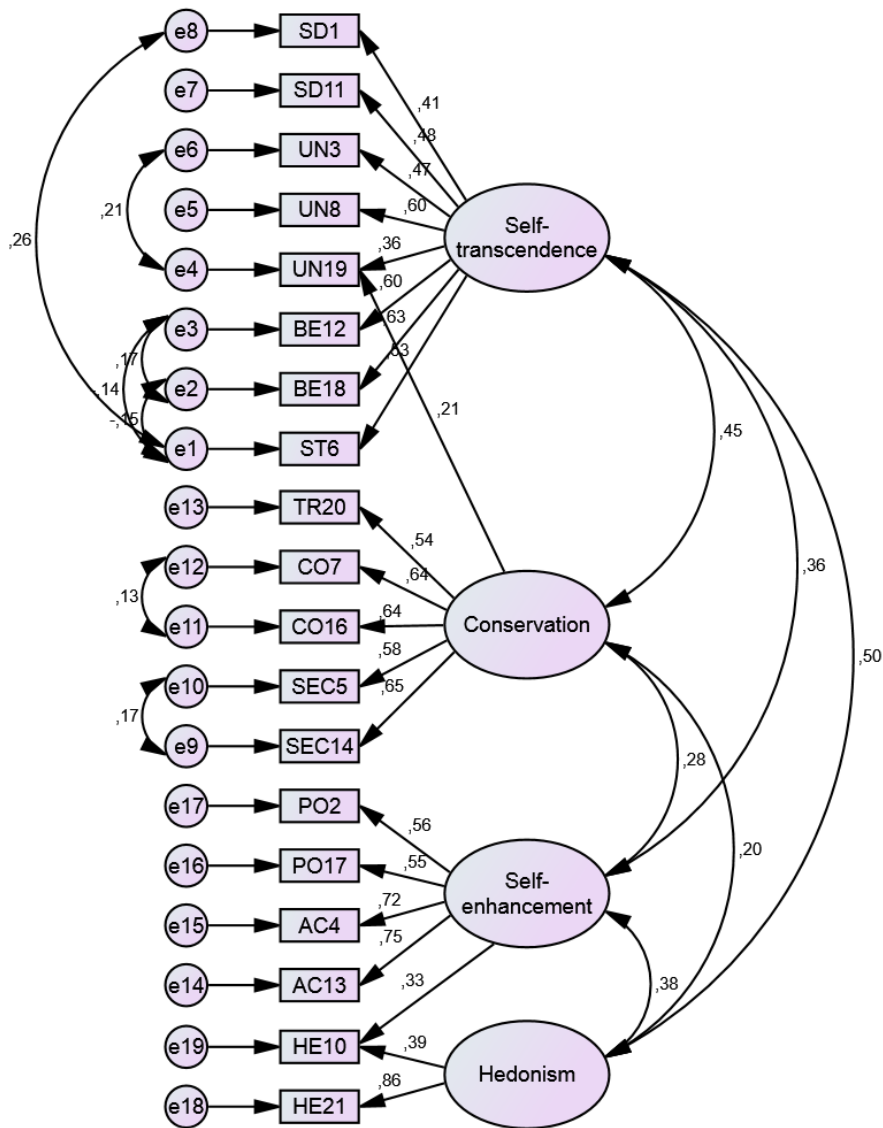 e8
SD1
,41
e7
SD11
,48
e6
UN3
,47
,21
e5
UN8
,60
Self-
transcendence
,26
e4
UN19
,36
,60
e3
BE12
,63
,17
e2
BE18
,53
-,14
-,15
e1
ST6
,21
,45
e13
TR20
,54
e12
CO7
,64
,36
,13
e11
CO16
,64
Conservation
,50
e10
SEC5
,58
,65
,17
e9
SEC14
,28
e17
PO2
,56
,20
e16
PO17
,55
Self-
enhancement
e15
AC4
,72
,75
e14
AC13
,33
,38
e19
HE10
,39
Hedonism
e18
HE21
,86